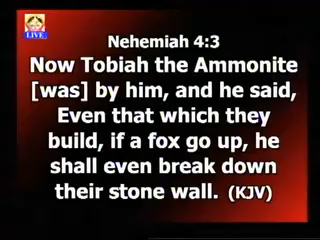 LIVE
Nehemiah 4:3
Now Tobiah the Ammonite
[was] by him, and he said,
Even that which they
build, if a fox go up, he
shall even break down
their stone wall. (KJV)